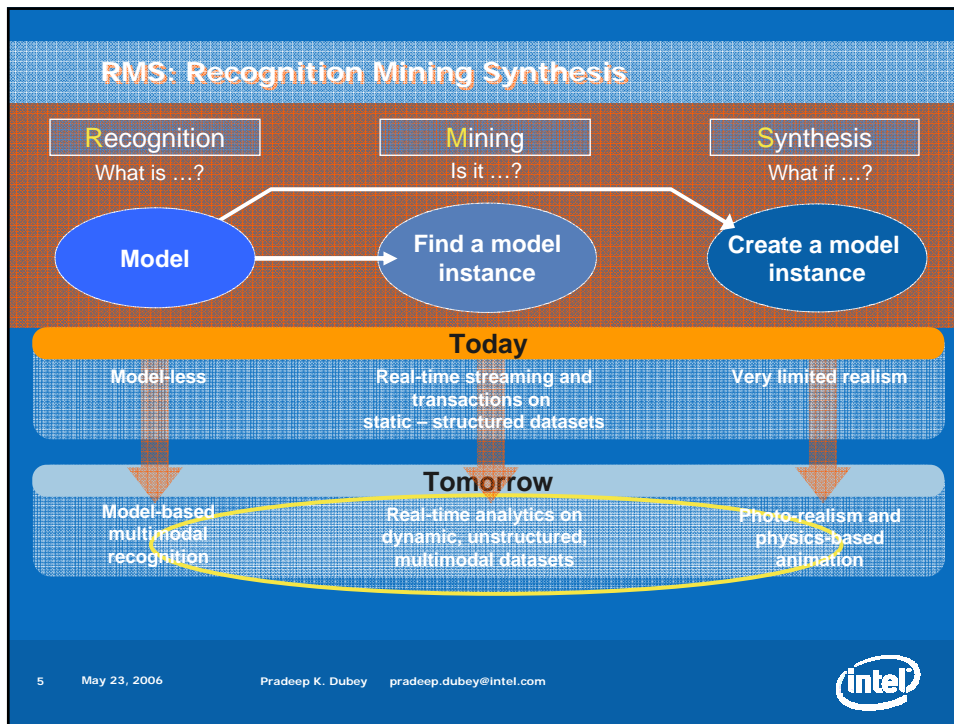 RMS: Recognition Mining Synthesis
Recognition
What is …?
Mining
Is it …?
Synthesis
What if …?
Model
Find a model
instance
Create a model
instance
Today
Model-less
Real-time streaming and
transactions on
static – structured datasets
Very limited realism
Tomorrow
Model-based
multimodal
recognition
Real-time analytics on
dynamic, unstructured,
multimodal datasets
Photo-realism and
physics-based
animation
5 May 23, 2006 Pradeep K. Dubey pradeep.dubey@intel.com
intel